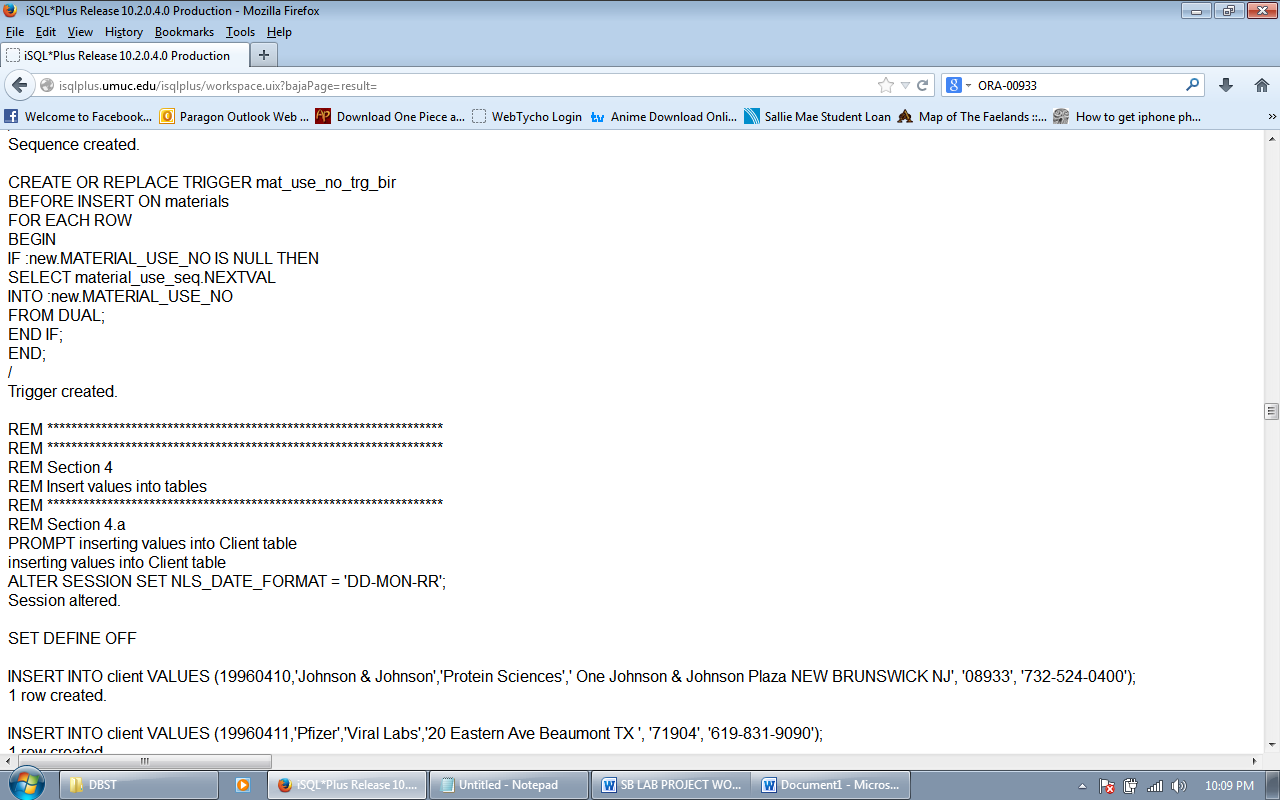 iSQL*Plus Release 10.2.0.4.0 Production - Mozilla Firefox
File Edit View History Bookmarks Tools Help
iSQL*Plus Release 10.2.0.4.0 Production
isqlplus.umuc.edu/isqlplus/workspace.uix?bajaPage=result=
ORA-00933
Welcome to Facebook... Paragon Outlook Web ... Download One Piece a... WebTycho Login Anime Download Onli... Sallie Mae Student Loan Map of The Faelands ::... How to get iphone ph... »
Sequence created.
CREATE OR REPLACE TRIGGER mat_use_no_trg_bir
BEFORE INSERT ON materials
FOR EACH ROW
BEGIN
IF :new.MATERIAL_USE_NO IS NULL THEN
SELECT material_use_seq.NEXTVAL
INTO :new.MATERIAL_USE_NO
FROM DUAL;
END IF;
END;
/
Trigger created.
REM ******************************************************************
REM ******************************************************************
REM Section 4
REM Insert values into tables
REM ******************************************************************
REM Section 4.a
PROMPT inserting values into Client table
inserting values into Client table
ALTER SESSION SET NLS_DATE_FORMAT = 'DD-MON-RR';
Session altered.
SET DEFINE OFF
INSERT INTO client VALUES (19960410,'Johnson & Johnson','Protein Sciences',' One Johnson & Johnson Plaza NEW BRUNSWICK NJ', '08933', '732-524-0400');
1 row created.
INSERT INTO client VALUES (19960411,'Pfizer','Viral Labs','20 Eastern Ave Beaumont TX ', '71904', '619-831-9090');
1 row created.
DBST iSQL*Plus Release 10.... Untitled - Notepad SB LAB PROJECT WO... Document1 - Micros... 10:09 PM